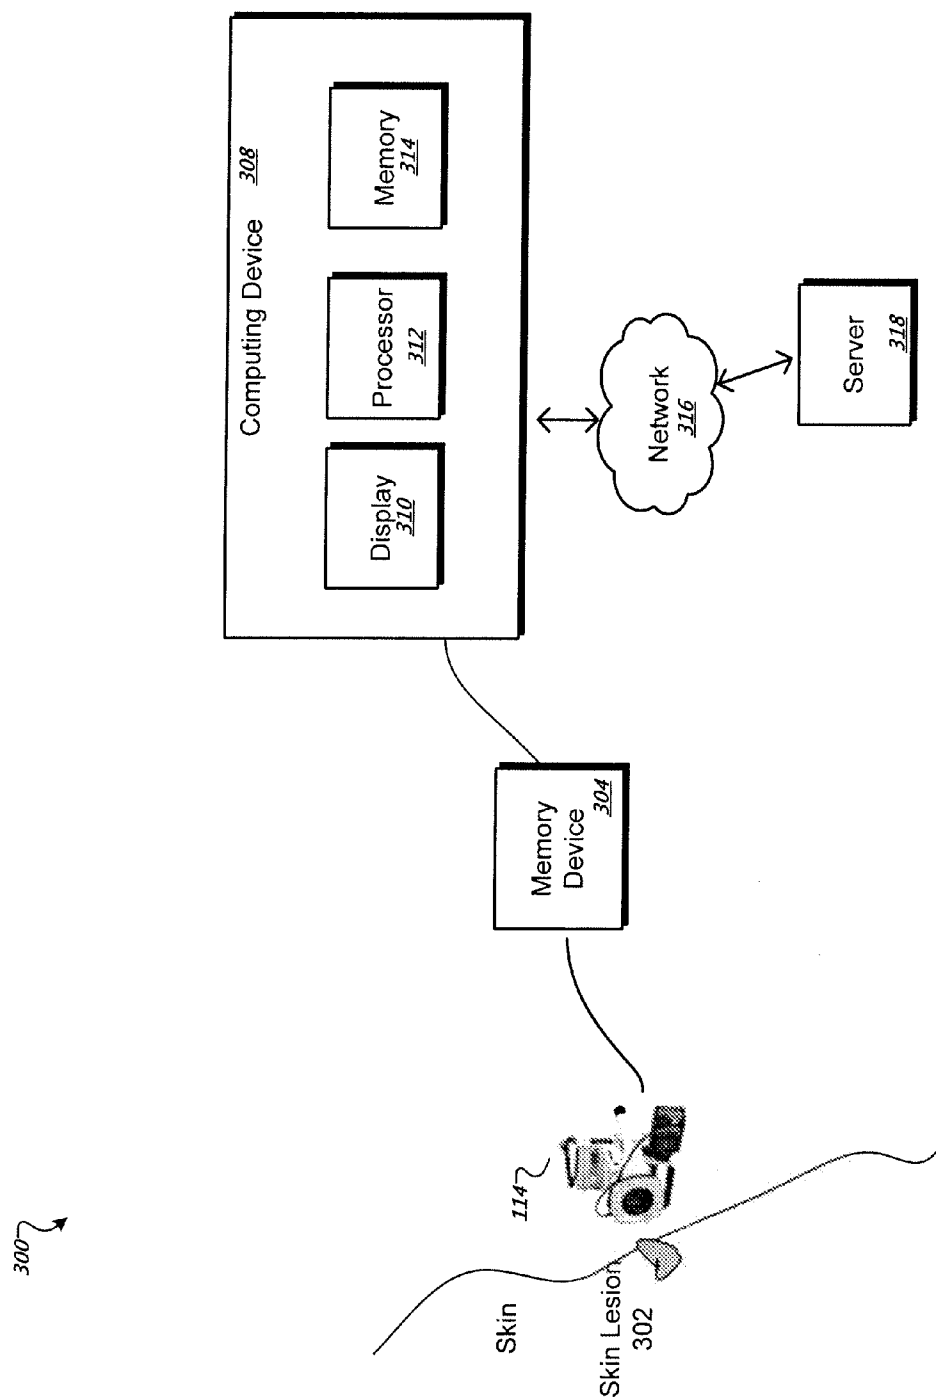 300
Skin
Skin Lesion
302
114
Memory
Device
304
Computing Device 308
Display
310
Processor
312
Memory
314
Network
316
Server
318